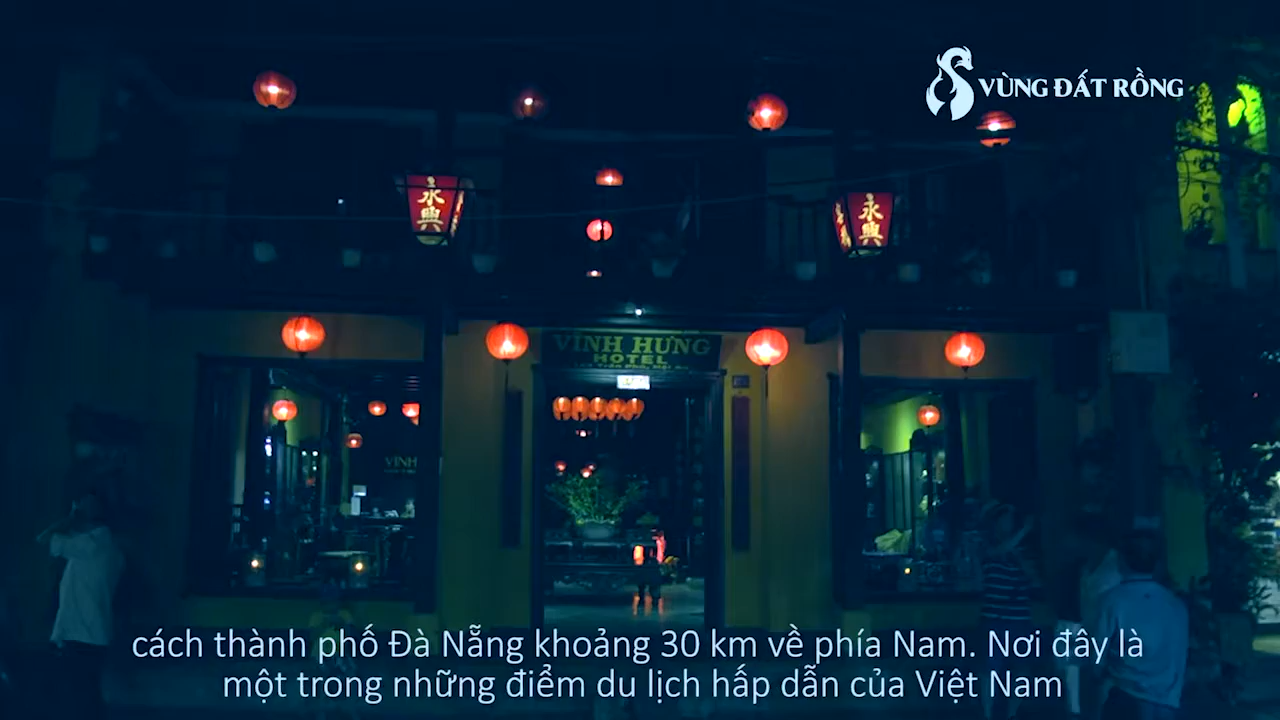 VÙNG ĐẤT RỒNG
永興
永興
VINH HUNG
HOTEL
VINH
cách thành phố Đà Nẵng khoảng 30 km về phía Nam. Nơi đây là
một trong những điểm du lịch hấp dẫn của Việt Nam